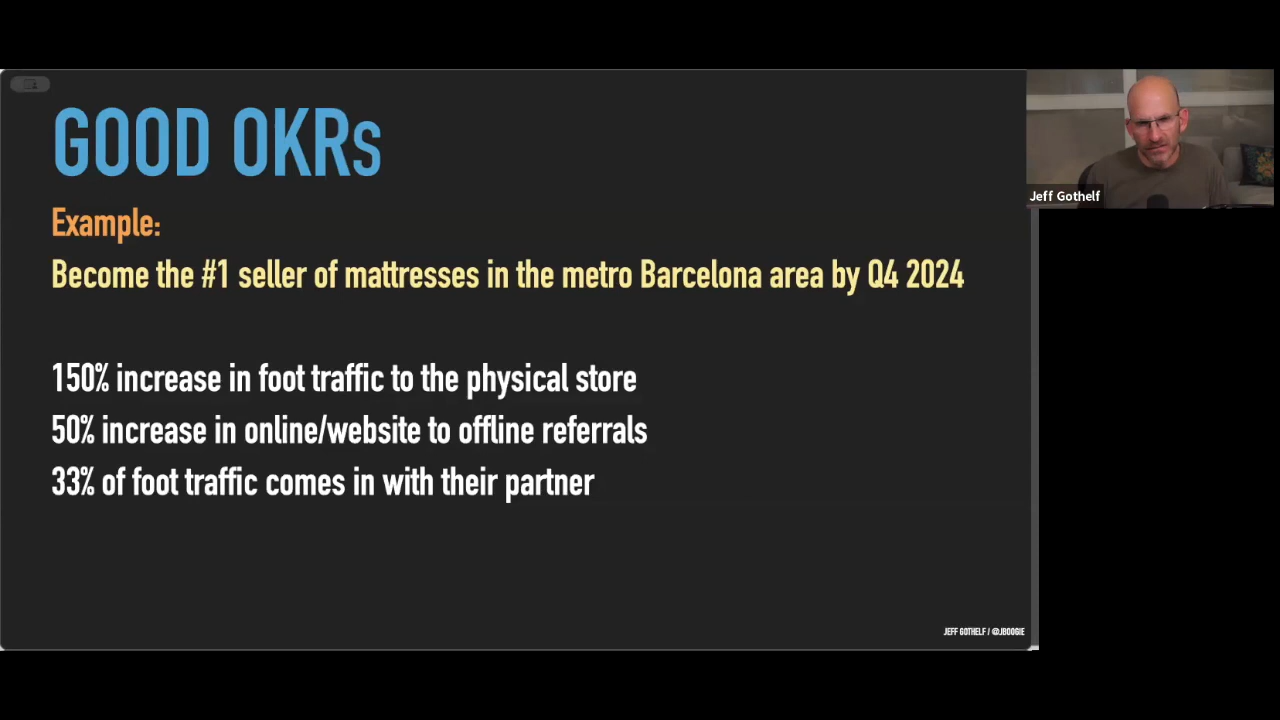 GOOD OKRs
Example:
Become the #1 seller of mattresses in the metro Barcelona area by Q4 2024
150% increase in foot traffic to the physical store
50% increase in online/website to offline referrals
33% of foot traffic comes in with their partner
JEFF GOTHELF / @JBOOGIE
Jeff Gothelf